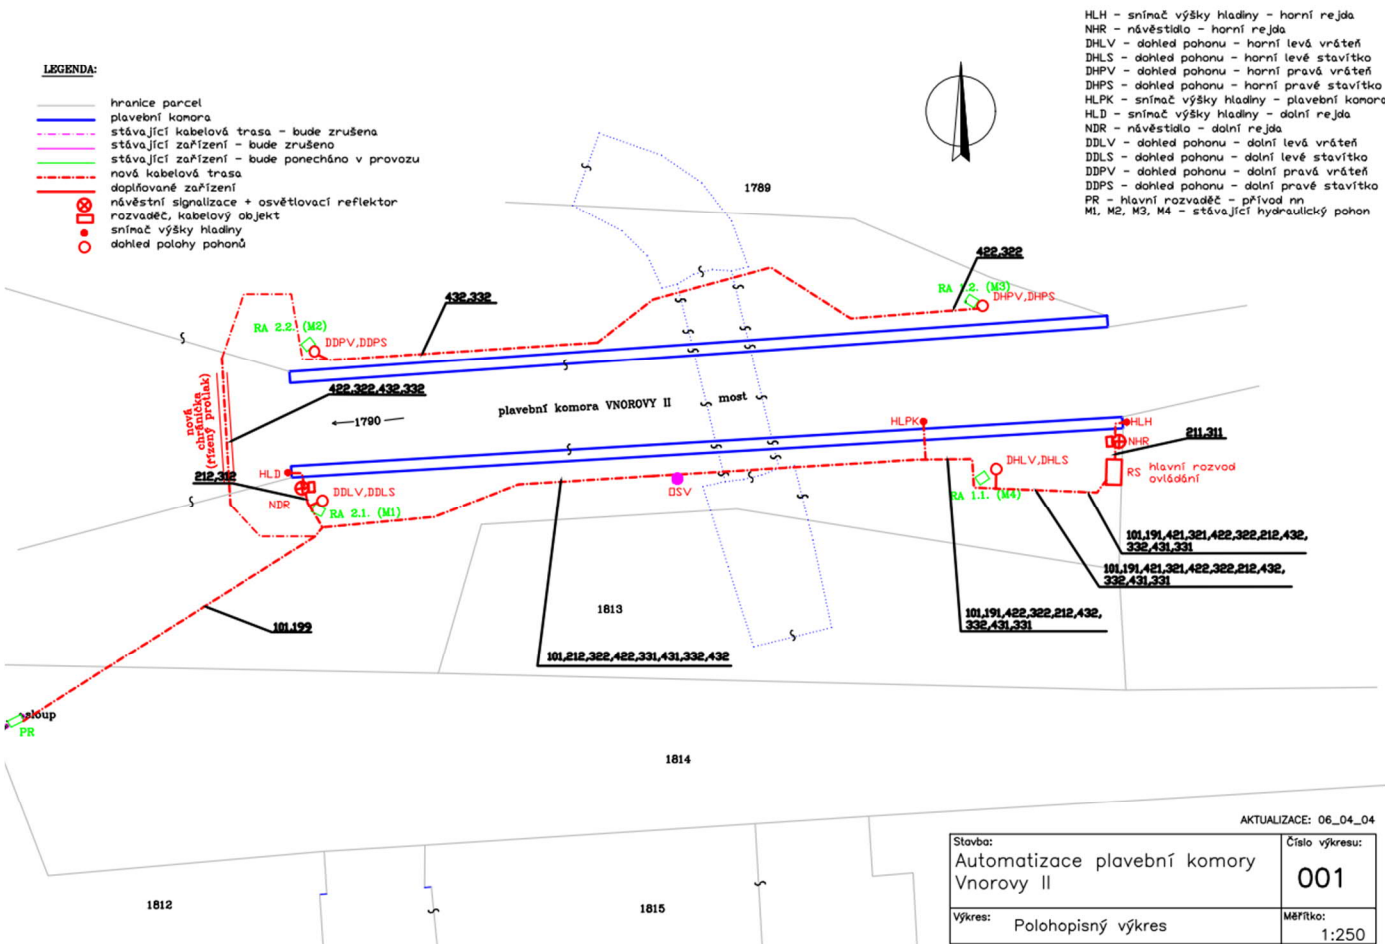 LEGENDA:
hranice parcel
plavební komora
stávající kabelová trasa - bude zrušena
stávající zařízení - bude zrušeno
stávající zařízení - bude ponecháno v provozu
nová kabelová trasa
doplňované zařízení
návěstní signalizace + osvětlovací reflektor
rozvaděč, kabelový objekt
snímač výšky hladiny
dohled polohy pohonů
HLH - snímač výšky hladiny - horní rejda
NHR - návěstidlo - horní rejda
DHLV - dohled pohonu - horní levá vráteň
DHLS - dohled pohonu - horní levé stavítko
DHPV - dohled pohonu - horní pravá vráteň
DHPS - dohled pohonu - horní pravé stavítko
HLPK - snímač výšky hladiny - plavební komora
HLD - snímač výšky hladiny - dolní rejda
NDR - návěstidlo - dolní rejda
DDLV - dohled pohonu - dolní levá vráteň
DDLS - dohled pohonu - dolní levé stavítko
DDPV - dohled pohonu - dolní pravá vráteň
DDPS - dohled pohonu - dolní pravé stavítko
PR - hlavní rozvaděč - přívod nn
M1, M2, M3, M4 - stávající hydraulický pohon
1789
422,322
RA 1.2. (M3)
DHPV,DHPS
432,332
RA 2.2. (M2)
DDPV,DDPS
422,322,432,332
nová
chránička
(řízený protlak)
1790
plavební komora VNOROVY II
most
HLPK
HLH
NHR
211,311
RS hlavní rozvod
ovládání
HLD
212,312
NDR
DDLV,DDLS
RA 2.1. (M1)
OSV
DHLV,DHLS
RA 1.1. (M4)
101,191,421,321,422,322,212,432,
332,431,331
101,191,421,321,422,322,212,432,
332,431,331
101,191,422,322,212,432,
332,431,331
101,212,322,422,331,431,332,432
1813
101,199
sloup
PR
1814
1812
1815
AKTUALIZACE: 06_04_04
Stavba:
Automatizace plavební komory
Vnorovy II
Číslo výkresu:
001
Výkres: Polohopisný výkres
Měřítko:
1:250